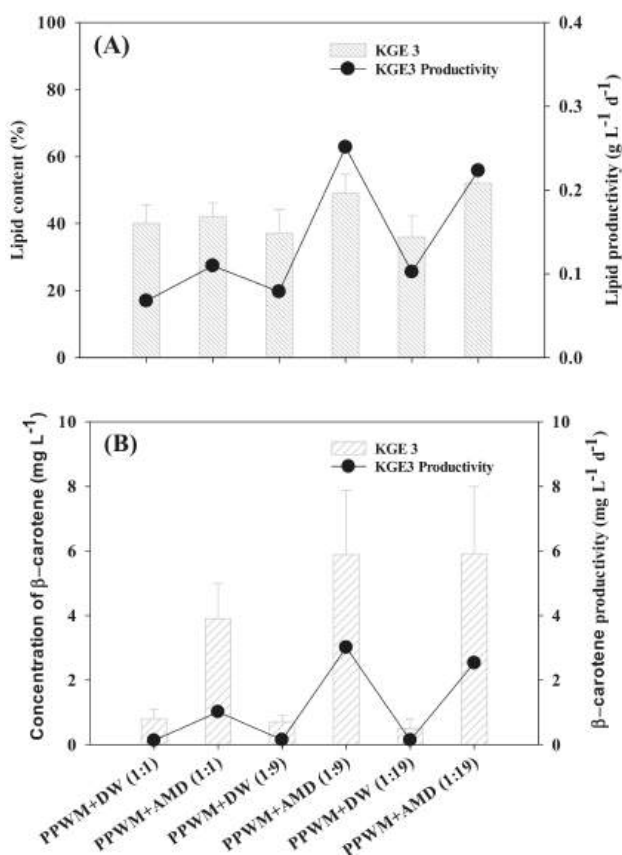 (A)
KGE 3
KGE3 Productivity
Lipid content (%)
100
80
60
40
20
0
Lipid productivity (g L⁻¹ d⁻¹)
0.4
0.3
0.2
0.1
0.0
(B)
KGE 3
KGE3 Productivity
Concentration of β−carotene (mg L⁻¹)
10
8
6
4
2
0
β−carotene productivity (mg L⁻¹ d⁻¹)
10
8
6
4
2
0
PPWM+DW (1:1)
PPWM+AMD (1:1)
PPWM+DW (1:9)
PPWM+AMD (1:9)
PPWM+DW (1:19)
PPWM+AMD (1:19)